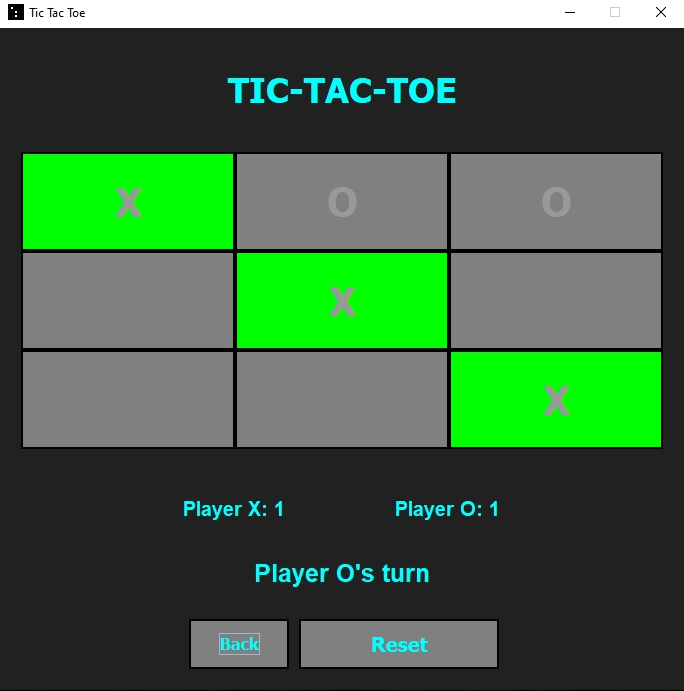 Tic Tac Toe
TIC-TAC-TOE
X O O
X
X
Player X: 1 Player O: 1
Player O's turn
Back Reset